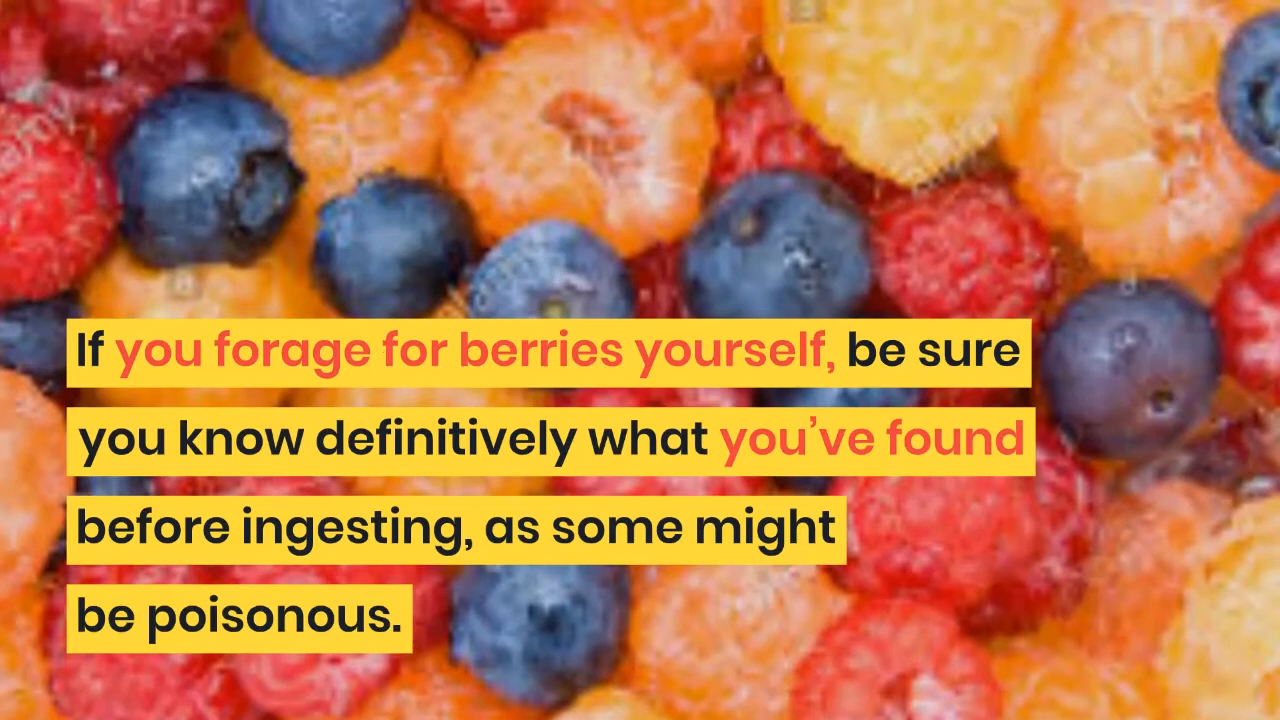 If you forage for berries yourself, be sure
you know definitively what you've found
before ingesting, as some might
be poisonous.